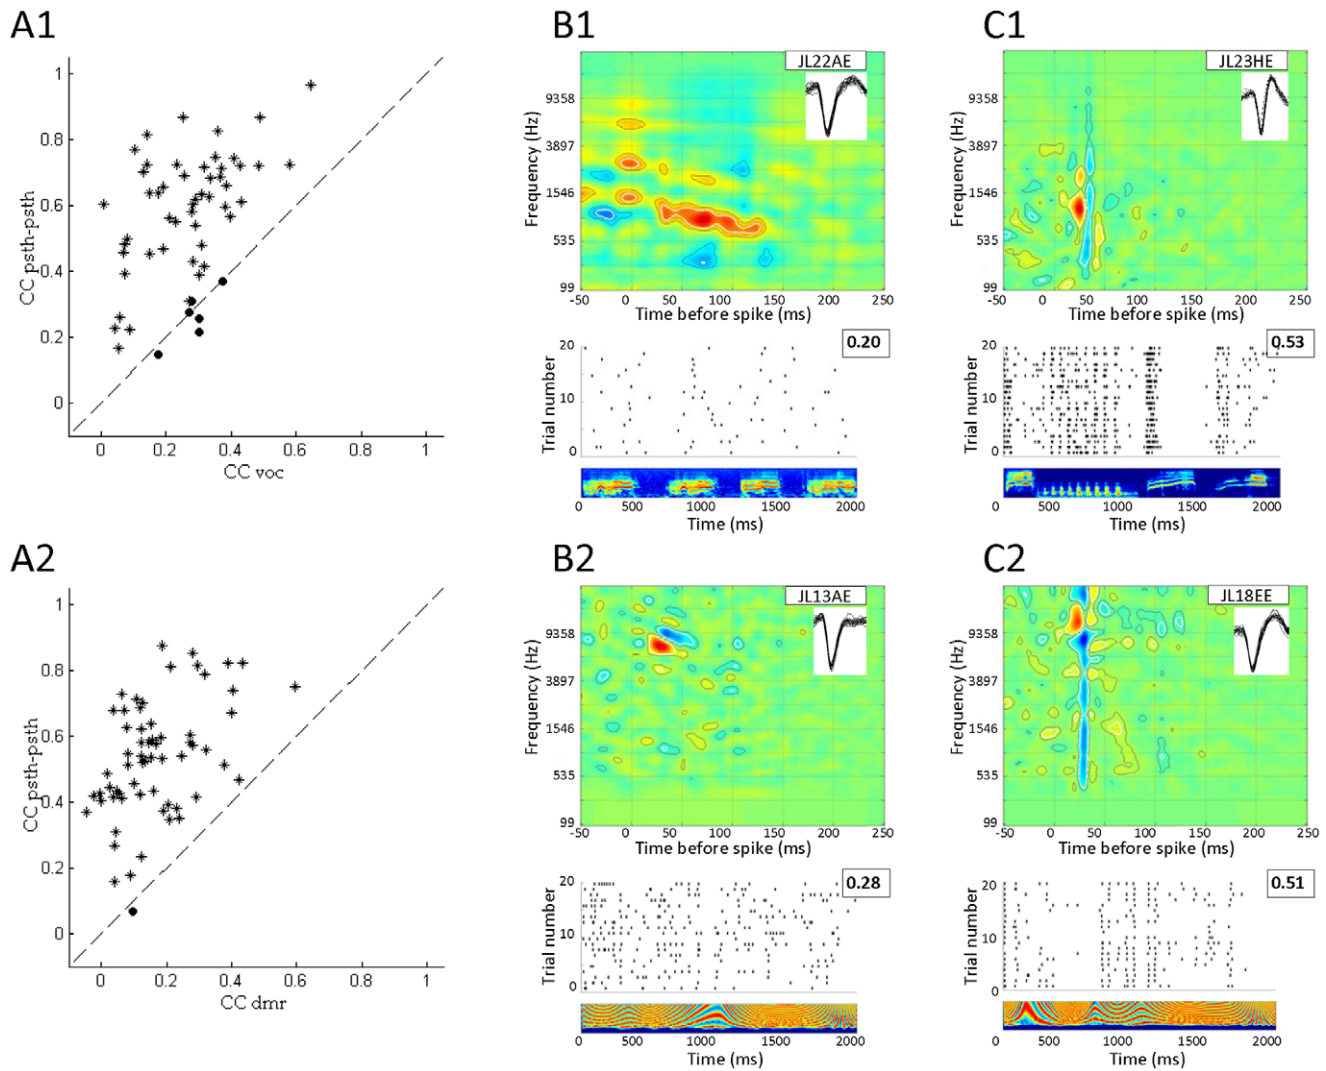 A1
1
0.8
0.6
0.4
0.2
0
CC psth-psth
0 0.2 0.4 0.6 0.8 1
CC voc
B1
JL22AE
9358
3897
1546
535
99
Frequency (Hz)
-50 0 50 100 150 200 250
Time before spike (ms)
0.20
20
10
0
Trial number
0 500 1000 1500 2000
Time (ms)
C1
JL23HE
9358
3897
1546
535
99
Frequency (Hz)
-50 0 50 100 150 200 250
Time before spike (ms)
0.53
20
10
0
Trial number
0 500 1000 1500 2000
Time (ms)
A2
1
0.8
0.6
0.4
0.2
0
CC psth-psth
0 0.2 0.4 0.6 0.8 1
CC dmr
B2
JL13AE
9358
3897
1546
535
99
Frequency (Hz)
-50 0 50 100 150 200 250
Time before spike (ms)
0.28
20
10
0
Trial number
0 500 1000 1500 2000
Time (ms)
C2
JL18EE
9358
3897
1546
535
99
Frequency (Hz)
-50 0 50 100 150 200 250
Time before spike (ms)
0.51
20
10
0
Trial number
0 500 1000 1500 2000
Time (ms)